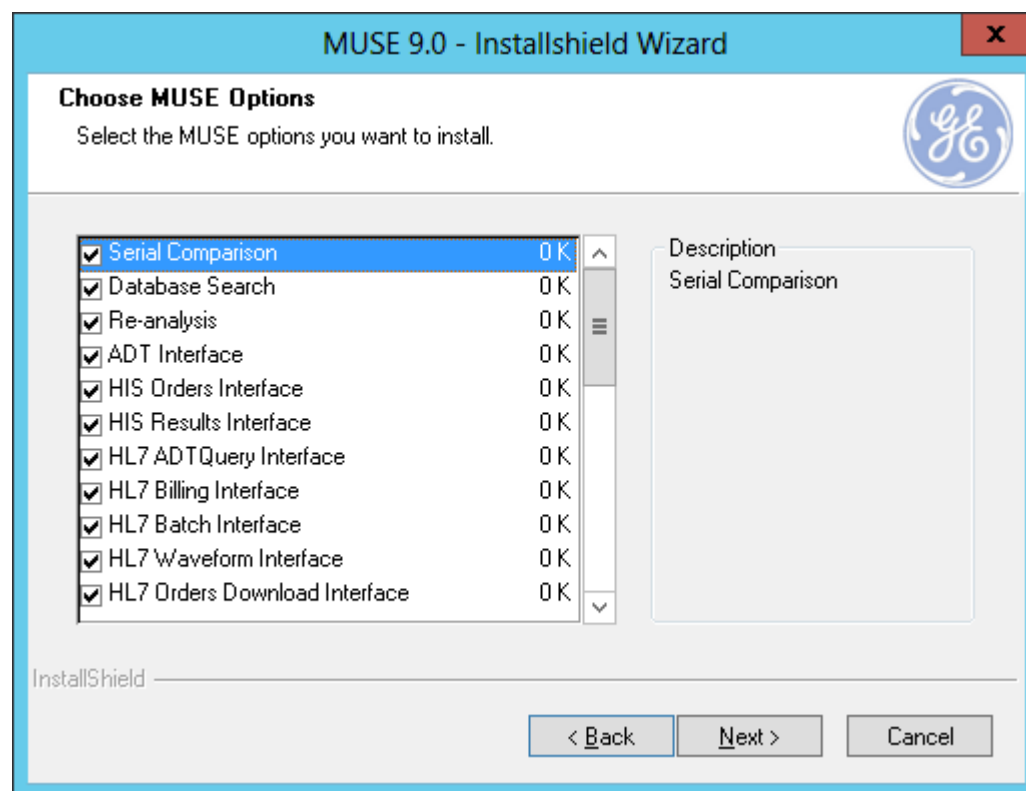 MUSE 9.0 - Installshield Wizard
x
Choose MUSE Options
Select the MUSE options you want to install.
GE
Serial Comparison 0 K
Database Search 0 K
Re-analysis 0 K
ADT Interface 0 K
HIS Orders Interface 0 K
HIS Results Interface 0 K
HL7 ADTQuery Interface 0 K
HL7 Billing Interface 0 K
HL7 Batch Interface 0 K
HL7 Waveform Interface 0 K
HL7 Orders Download Interface 0 K
Description
Serial Comparison
InstallShield
< Back
Next >
Cancel